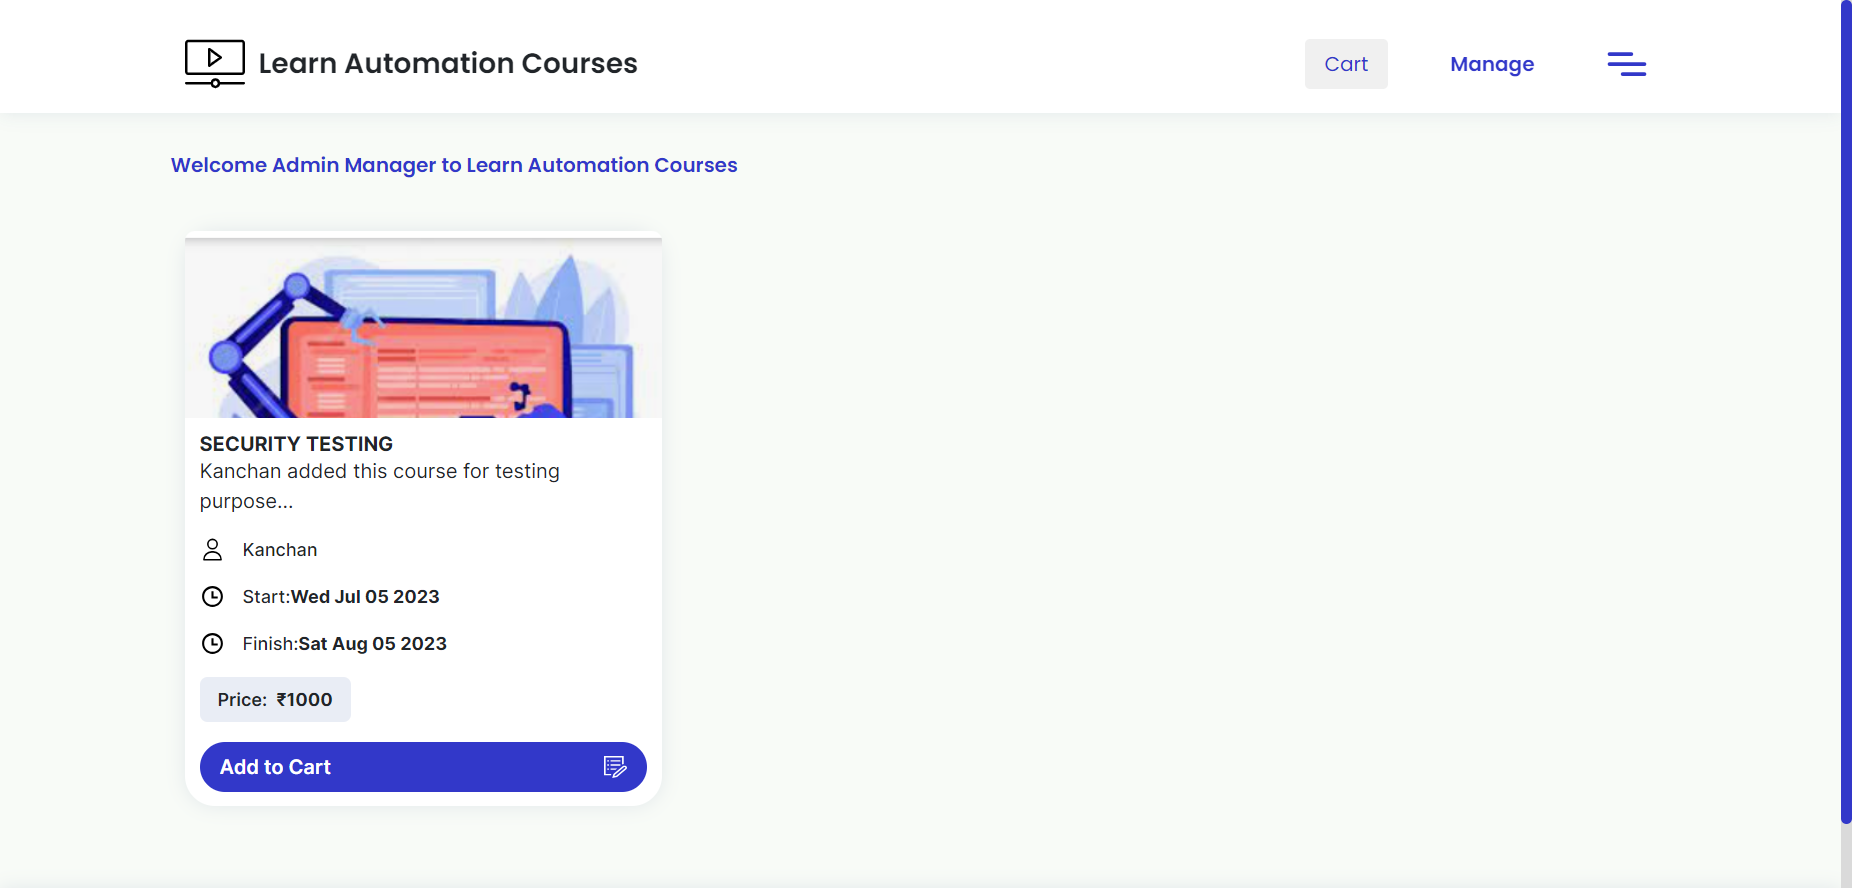 Learn Automation Courses
Cart
Manage
Welcome Admin Manager to Learn Automation Courses
SECURITY TESTING
Kanchan added this course for testing
purpose...
Kanchan
Start:Wed Jul 05 2023
Finish:Sat Aug 05 2023
Price: ₹1000
Add to Cart